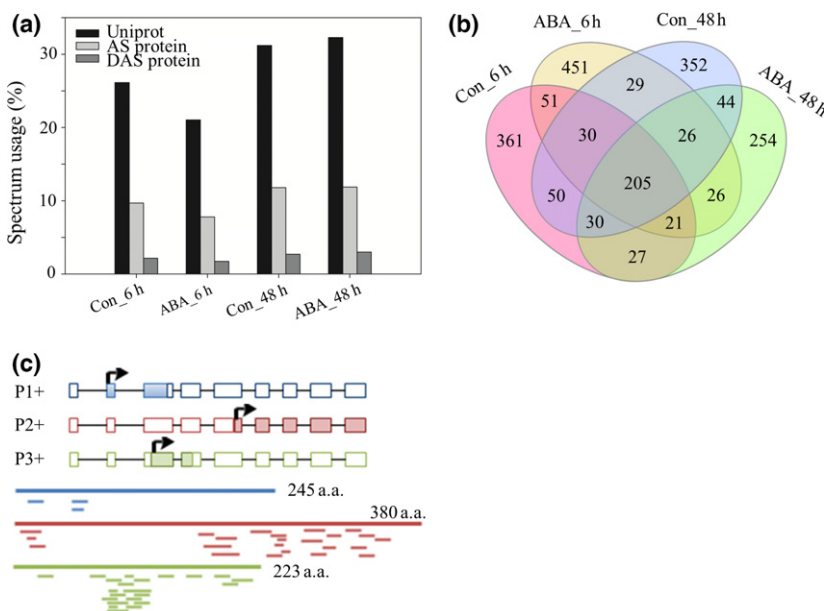 (a)
Spectrum usage (%)
30
20
10
0
Uniprot
AS protein
DAS protein
Con_6 h
ABA_6 h
Con_48 h
ABA_48 h
(b)
Con_6 h
ABA_6 h
Con_48 h
ABA_48 h
451
352
51
29
44
361
30
26
254
205
50
26
30
21
27
(c)
P1+
P2+
P3+
245 a.a.
380 a.a.
223 a.a.